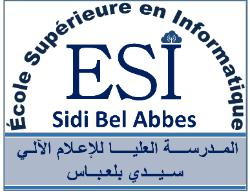 École Supérieure en Informatique
ESI
Sidi Bel Abbes
المدرسة العليا للإعلام الآلي
سيدي بلعباس